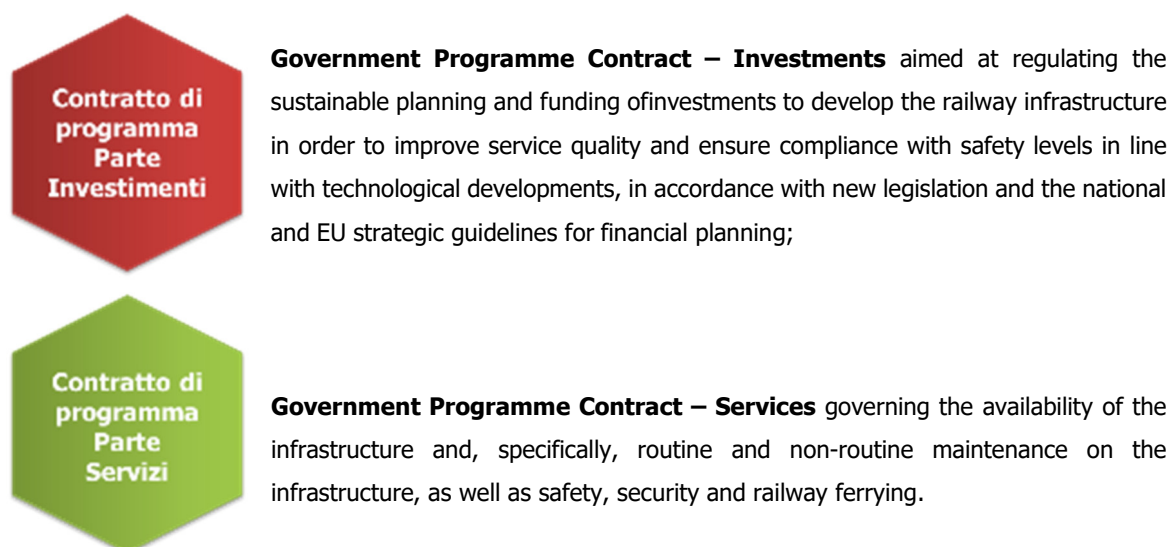 Contratto di
programma
Parte
Investimenti
Government Programme Contract – Investments aimed at regulating the
sustainable planning and funding ofinvestments to develop the railway infrastructure
in order to improve service quality and ensure compliance with safety levels in line
with technological developments, in accordance with new legislation and the national
and EU strategic guidelines for financial planning;
Contratto di
programma
Parte
Servizi
Government Programme Contract – Services governing the availability of the
infrastructure and, specifically, routine and non-routine maintenance on the
infrastructure, as well as safety, security and railway ferrying.